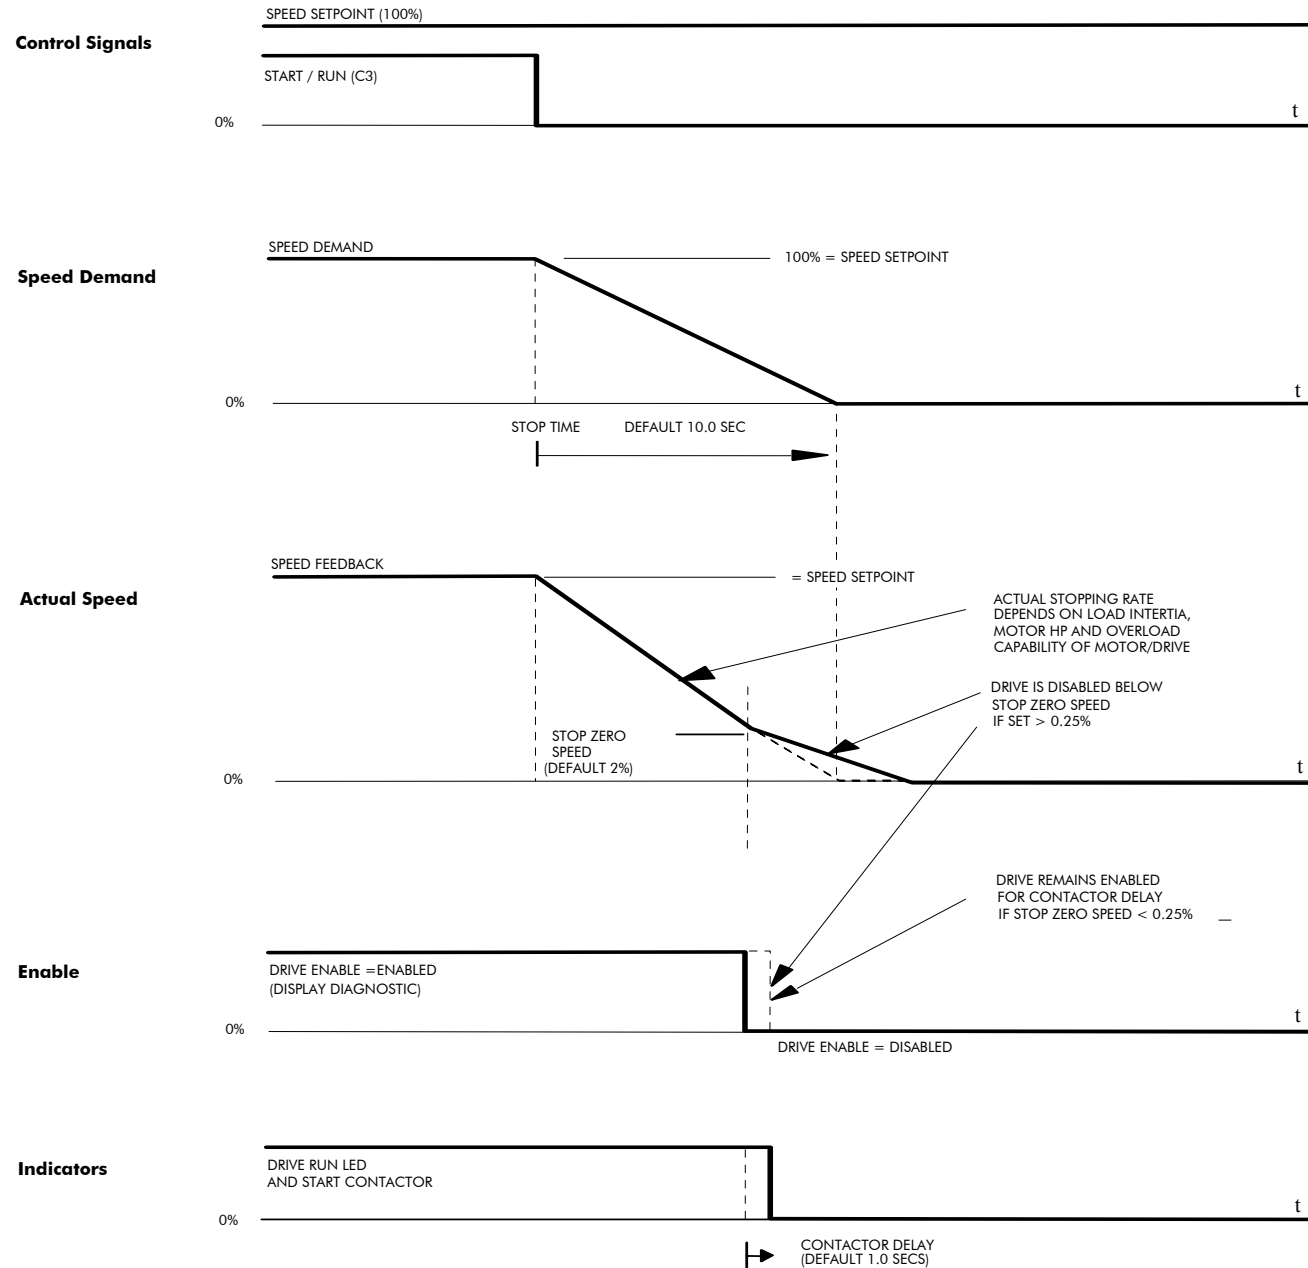 SPEED SETPOINT (100%)
Control Signals
START / RUN (C3)
0%
t
SPEED DEMAND
100% = SPEED SETPOINT
Speed Demand
0%
t
STOP TIME
DEFAULT 10.0 SEC
SPEED FEEDBACK
= SPEED SETPOINT
Actual Speed
ACTUAL STOPPING RATE
DEPENDS ON LOAD INTERTIA,
MOTOR HP AND OVERLOAD
CAPABILITY OF MOTOR/DRIVE
DRIVE IS DISABLED BELOW
STOP ZERO SPEED
IF SET > 0.25%
STOP ZERO
SPEED
(DEFAULT 2%)
0%
t
DRIVE REMAINS ENABLED
FOR CONTACTOR DELAY
IF STOP ZERO SPEED < 0.25%
Enable
DRIVE ENABLE =ENABLED
(DISPLAY DIAGNOSTIC)
0%
t
DRIVE ENABLE = DISABLED
Indicators
DRIVE RUN LED
AND START CONTACTOR
0%
t
CONTACTOR DELAY
(DEFAULT 1.0 SECS)